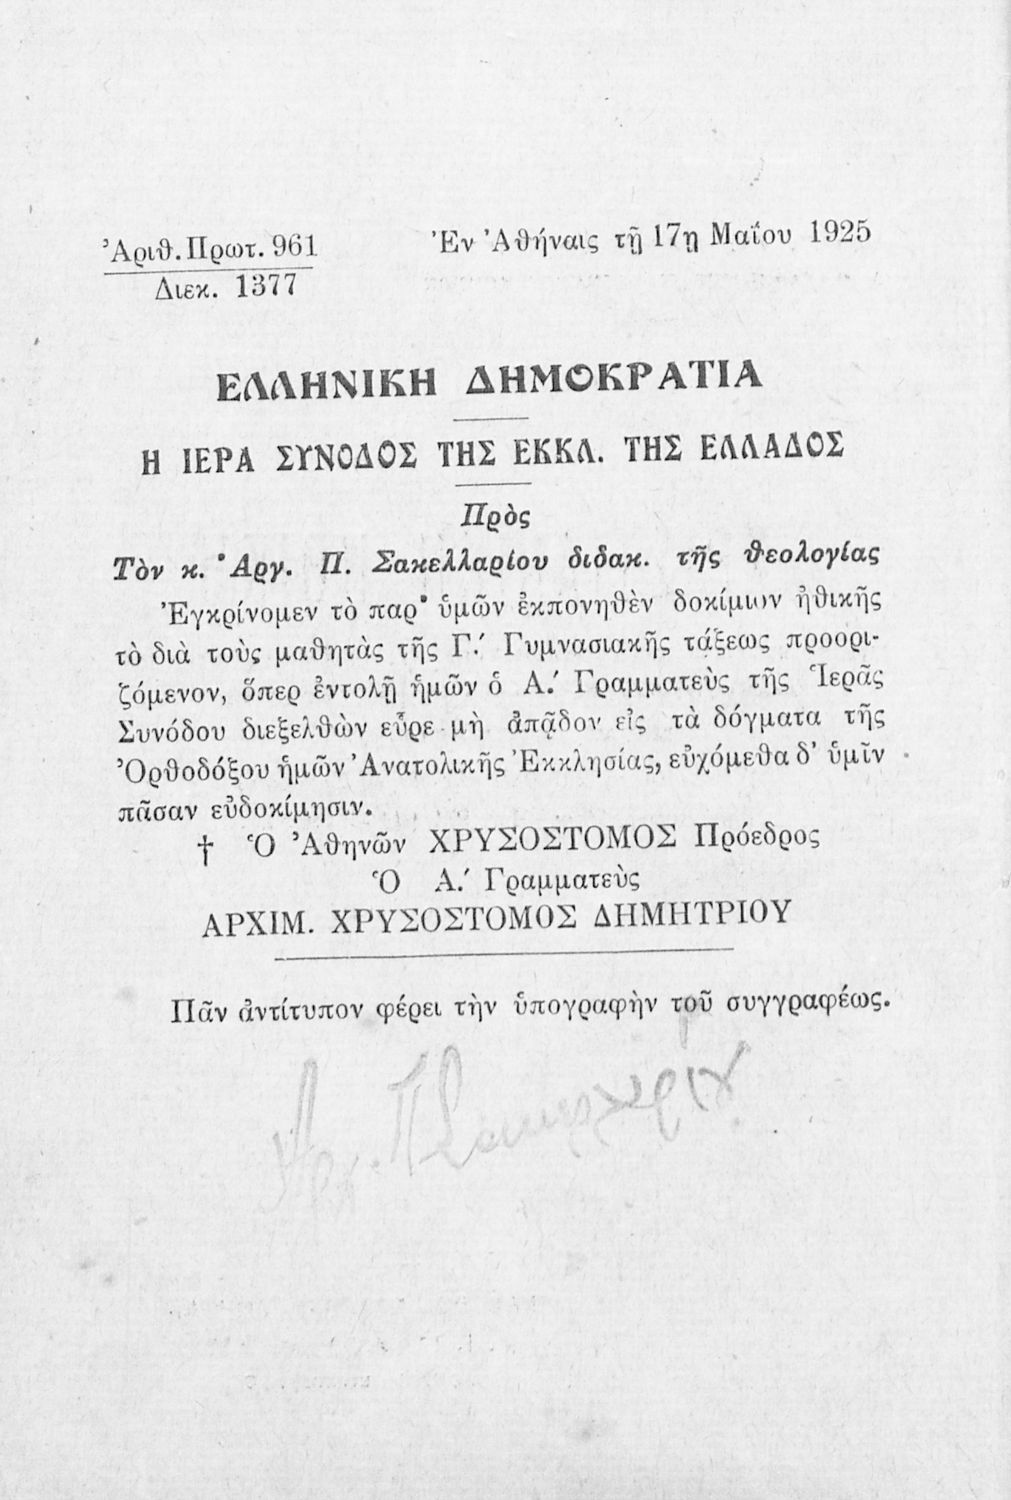 Ἀριθ. Πρωτ. 961
Διεκ. 1377
Ἐν Ἀθήναις τῇ 17ῃ Μαΐου 1925
ΕΛΛΗΝΙΚΗ ΔΗΜΟΚΡΑΤΙΑ
Η ΙΕΡΑ ΣΥΝΟΔΟΣ ΤΗΣ ΕΚΚΛ. ΤΗΣ ΕΛΛΑΔΟΣ
Πρὸς
Τὸν κ. Ἀργ. Π. Σακελλαρίου διδακ. τῆς θεολογίας
Ἐγκρίνομεν τὸ παρ' ὑμῶν ἐκπονηθὲν δοκίμιον ἠθικῆς
τὸ διὰ τοὺς μαθητὰς τῆς Γ.′ Γυμνασιακῆς τάξεως προορι-
ζόμενον, ὅπερ ἐντολῇ ἡμῶν ὁ Α.′ Γραμματεὺς τῆς Ἱερᾶς
Συνόδου διεξελθὼν εὗρε μὴ ἀπᾷδον εἰς τὰ δόγματα τῆς
Ὀρθοδόξου ἡμῶν Ἀνατολικῆς Ἐκκλησίας, εὐχόμεθα δ' ὑμῖν
πᾶσαν εὐδοκίμησιν.
† Ὁ Ἀθηνῶν ΧΡΥΣΟΣΤΟΜΟΣ Πρόεδρος
Ὁ Α.′ Γραμματεὺς
ΑΡΧΙΜ. ΧΡΥΣΟΣΤΟΜΟΣ ΔΗΜΗΤΡΙΟΥ
Πᾶν ἀντίτυπον φέρει τὴν ὑπογραφὴν τοῦ συγγραφέως.